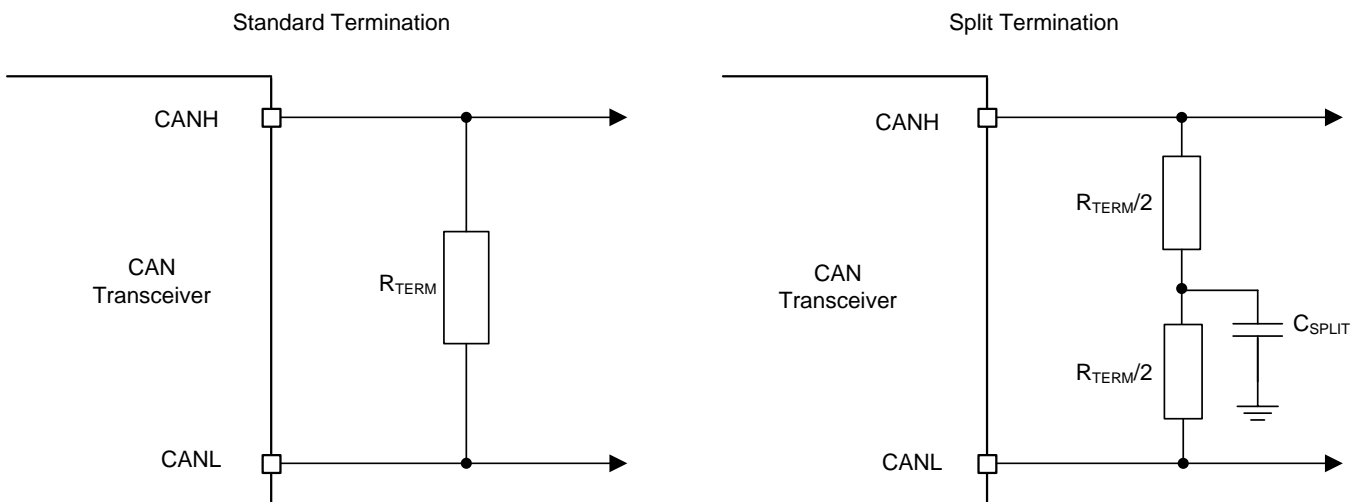 Standard Termination
CANH
CAN
Transceiver
RTERM
CANL
Split Termination
CANH
RTERM/2
CAN
Transceiver
CSPLIT
RTERM/2
CANL